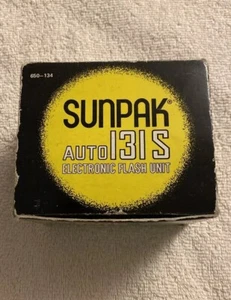 650-134
SUNPAK®
AUTO 131 S
ELECTRONIC FLASH UNIT